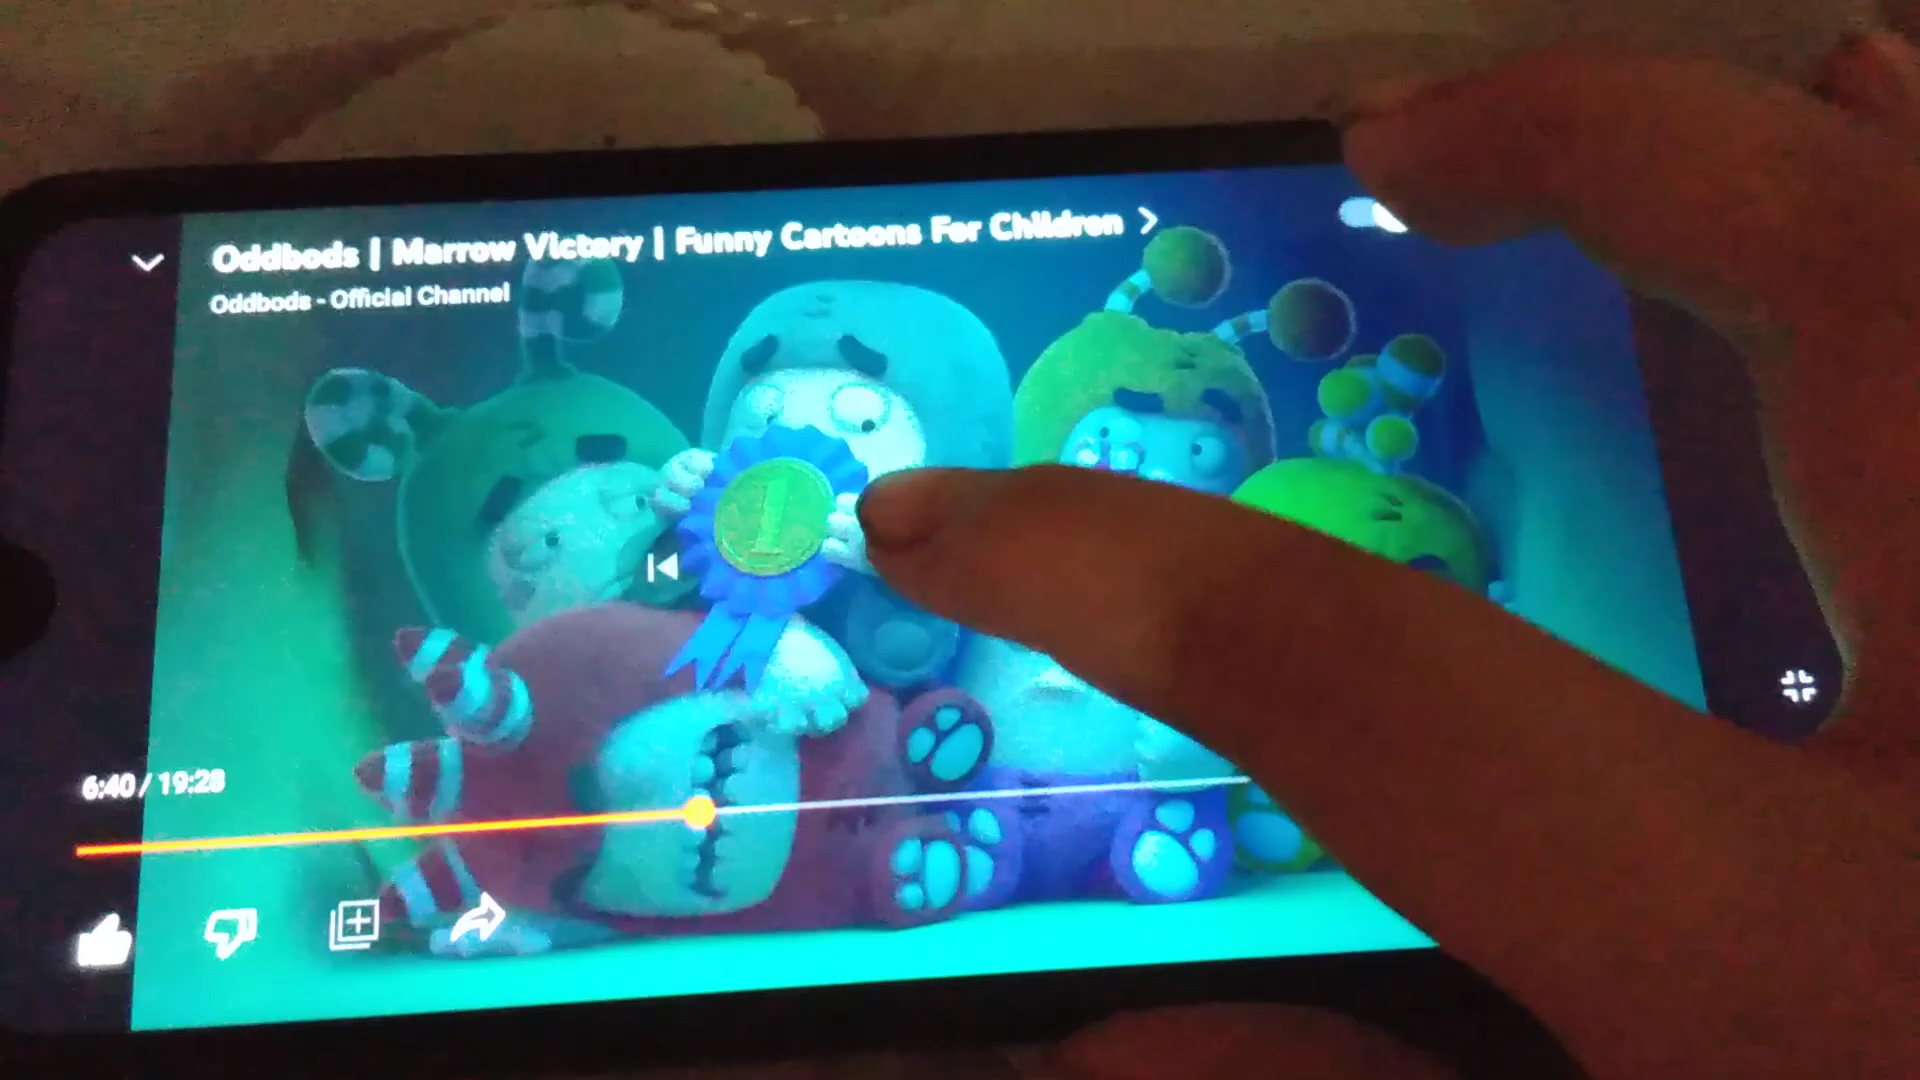 Oddbods | Marrow Victory | Funny Cartoons For Children
Oddbods - Official Channel
1
6:40 / 19:28